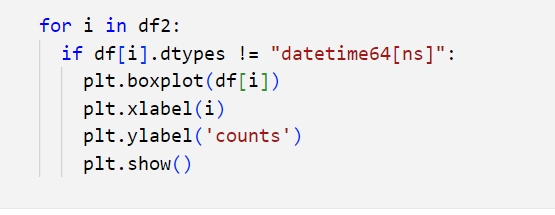 for i in df2:
  if df[i].dtypes != "datetime64[ns]":
    plt.boxplot(df[i])
    plt.xlabel(i)
    plt.ylabel('counts')
    plt.show()